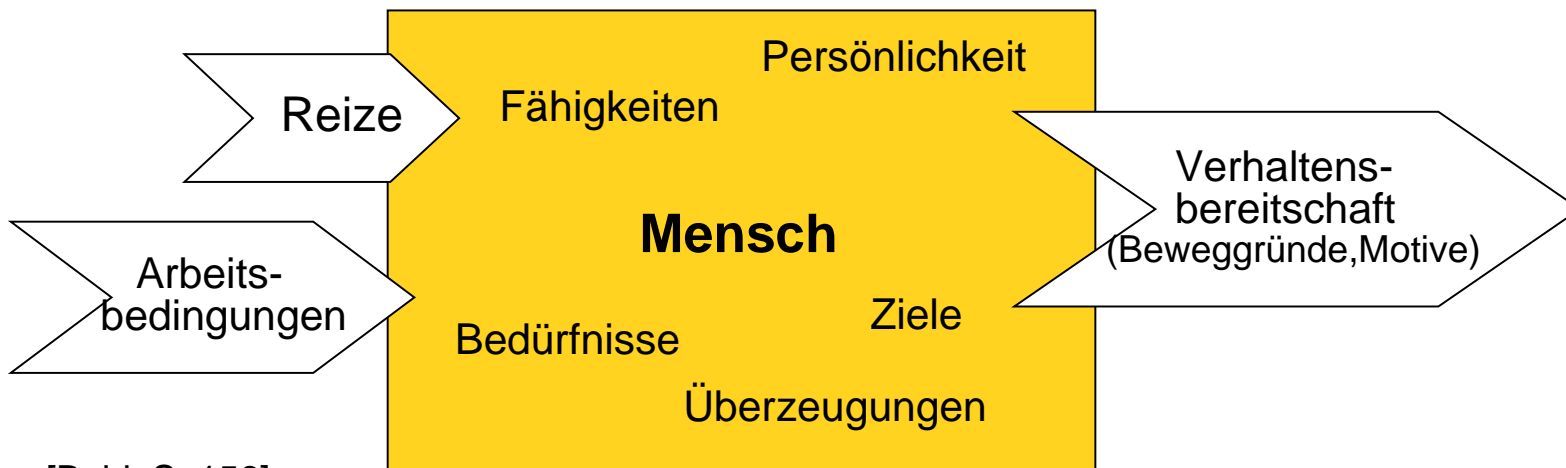 Persönlichkeit
Fähigkeiten
Reize
Verhaltens-
bereitschaft
(Beweggründe,Motive)
Mensch
Arbeits-
bedingungen
Ziele
Bedürfnisse
Überzeugungen